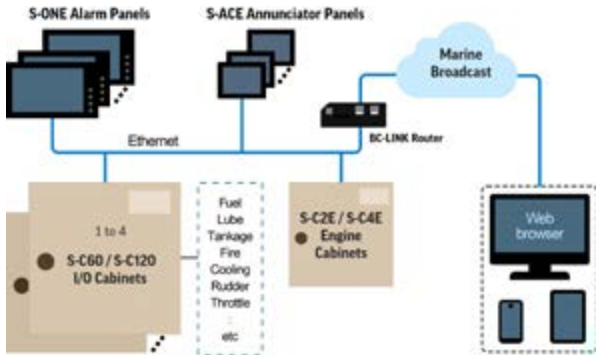 S-ONE Alarm Panels
S-ACE Annunciator Panels
Marine
Broadcast
BC-LINK Router
Ethernet
1 to 4
S-C60 / S-C120
I/O Cabinets
Fuel
Lube
Tankage
Fire
Cooling
Rudder
Throttle
:
etc
S-C2E / S-C4E
Engine
Cabinets
Web
browser